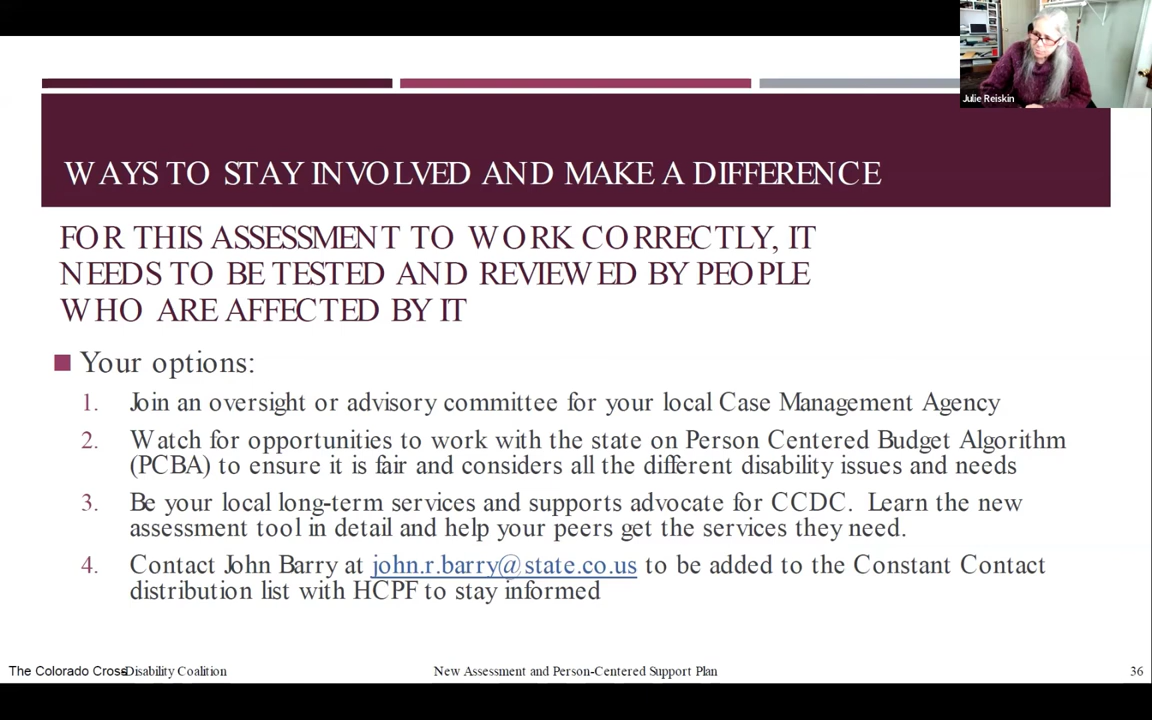 Julie Reiskin
WAYS TO STAY INVOLVED AND MAKE A DIFFERENCE
FOR THIS ASSESSMENT TO WORK CORRECTLY, IT
NEEDS TO BE TESTED AND REVIEWED BY PEOPLE
WHO ARE AFFECTED BY IT
Your options:
1. Join an oversight or advisory committee for your local Case Management Agency
2. Watch for opportunities to work with the state on Person Centered Budget Algorithm
(PCBA) to ensure it is fair and considers all the different disability issues and needs
3. Be your local long-term services and supports advocate for CCDC. Learn the new
assessment tool in detail and help your peers get the services they need.
4. Contact John Barry at john.r.barry@state.co.us to be added to the Constant Contact
distribution list with HCPF to stay informed
The Colorado Cross-Disability Coalition New Assessment and Person-Centered Support Plan 36